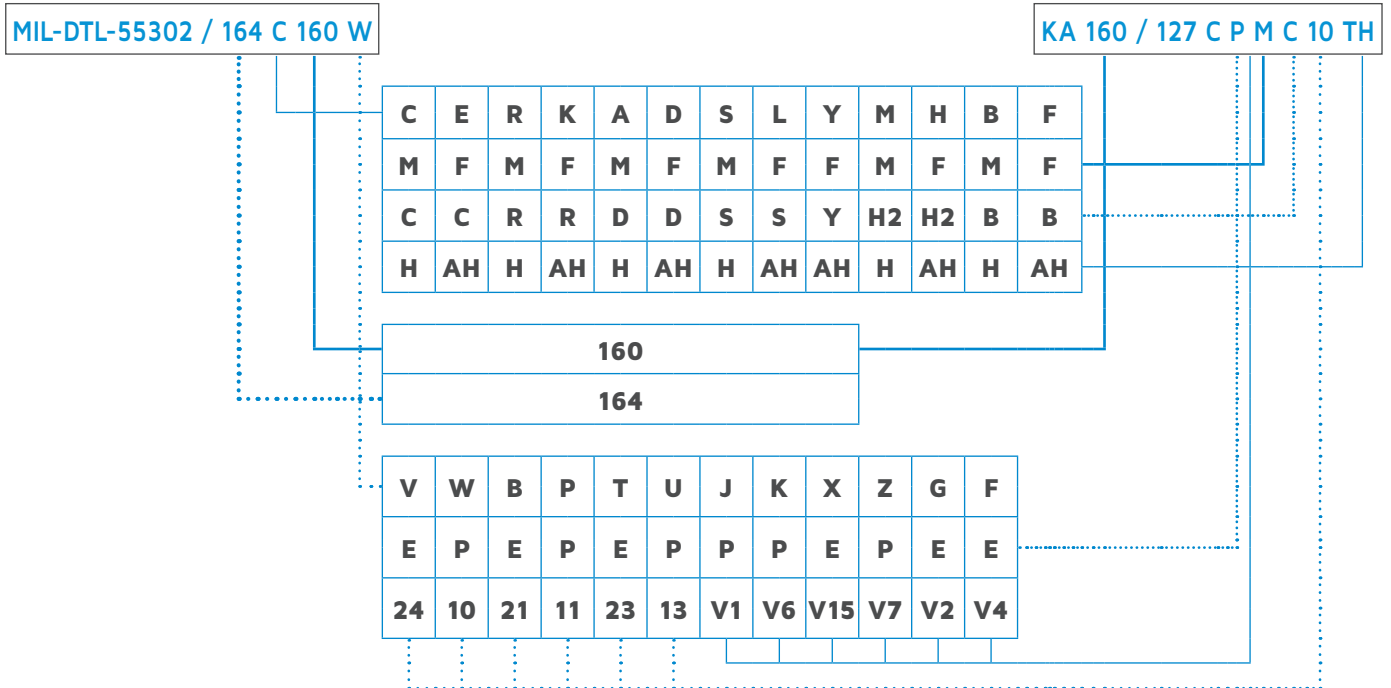 MIL-DTL-55302 / 164 C 160 W
KA 160 / 127 C P M C 10 TH
C E R K A D S L Y M H B F
M F M F M F M F F M F M F
C C R R D D S S Y H2 H2 B B
H AH H AH H AH H AH AH H AH H AH
160
164
V W B P T U J K X Z G F
E P E P E P P P E P E E
24 10 21 11 23 13 V1 V6 V15 V7 V2 V4